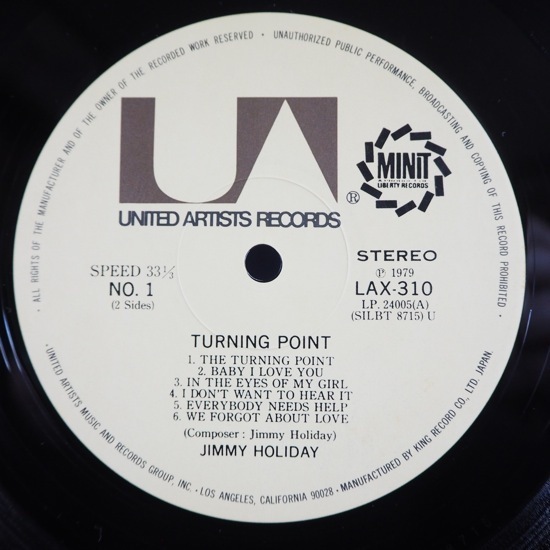 ALL RIGHTS OF THE MANUFACTURER AND OF THE OWNER OF THE RECORDED WORK RESERVED • UNAUTHORIZED PUBLIC PERFORMANCE, BROADCASTING AND COPYING OF THIS RECORD PROHIBITED
UA
MINIT
LIBERTY RECORDS
®
UNITED ARTISTS RECORDS
STEREO
SPEED 33⅓
℗ 1979
NO. 1
LAX-310
(2 Sides)
LP. 24005(A)
(SILBT 8715) U
TURNING POINT
1. THE TURNING POINT
2. BABY I LOVE YOU
3. IN THE EYES OF MY GIRL
4. I DON'T WANT TO HEAR IT
5. EVERYBODY NEEDS HELP
6. WE FORGOT ABOUT LOVE
(Composer : Jimmy Holiday)
JIMMY HOLIDAY
• UNITED ARTISTS MUSIC AND RECORDS GROUP, INC. • LOS ANGELES, CALIFORNIA 90028 • MANUFACTURED BY KING RECORD CO., LTD. JAPAN.